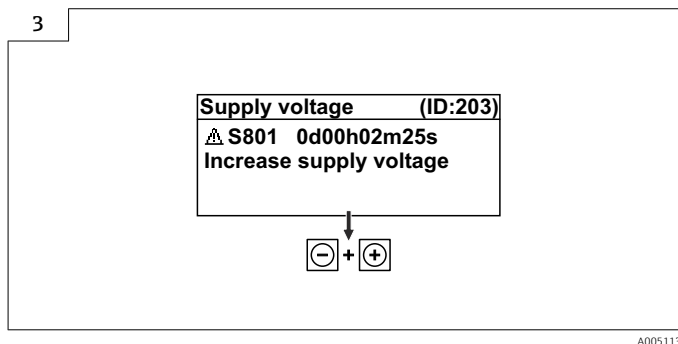 3
Supply voltage (ID:203)
⚠ S801 0d00h02m25s
Increase supply voltage
- + +